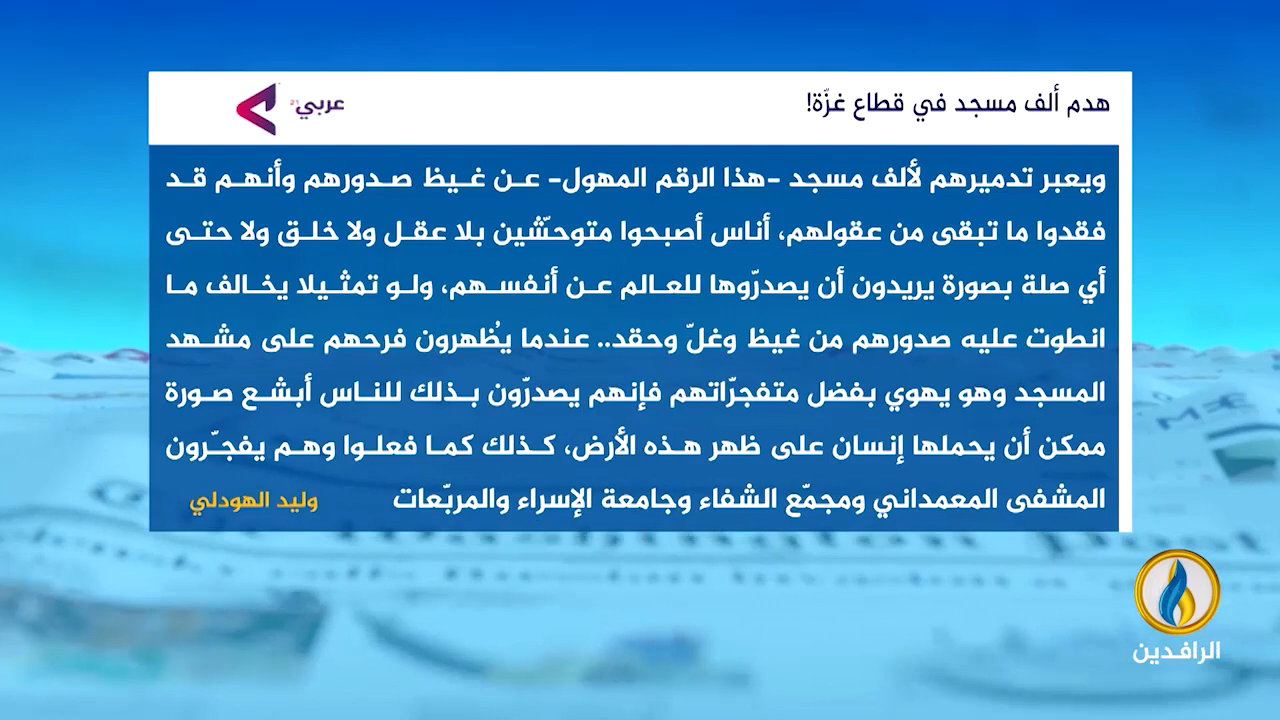 هدم ألف مسجد في قطاع غزّة!
عربي21
ويعبر تدميرهم لألف مسجد -هذا الرقم المهول- عن غيظ صدورهم وأنهم قد
فقدوا ما تبقى من عقولهم، أناس أصبحوا متوحّشين بلا عقل ولا خلق ولا حتى
أي صلة بصورة يريدون أن يصدرّوها للعالم عن أنفسهم، ولو تمثيلا يخالف ما
انطوت عليه صدورهم من غيظ وغلّ وحقد.. عندما يُظهرون فرحهم على مشهد
المسجد وهو يهوي بفضل متفجرّاتهم فإنهم يصدرّون بذلك للناس أبشع صورة
ممكن أن يحملها إنسان على ظهر هذه الأرض، كذلك كما فعلوا وهم يفجرّون
المشفى المعمداني ومجمّع الشفاء وجامعة الإسراء والمربّعات
وليد الهودلي
الرافدين